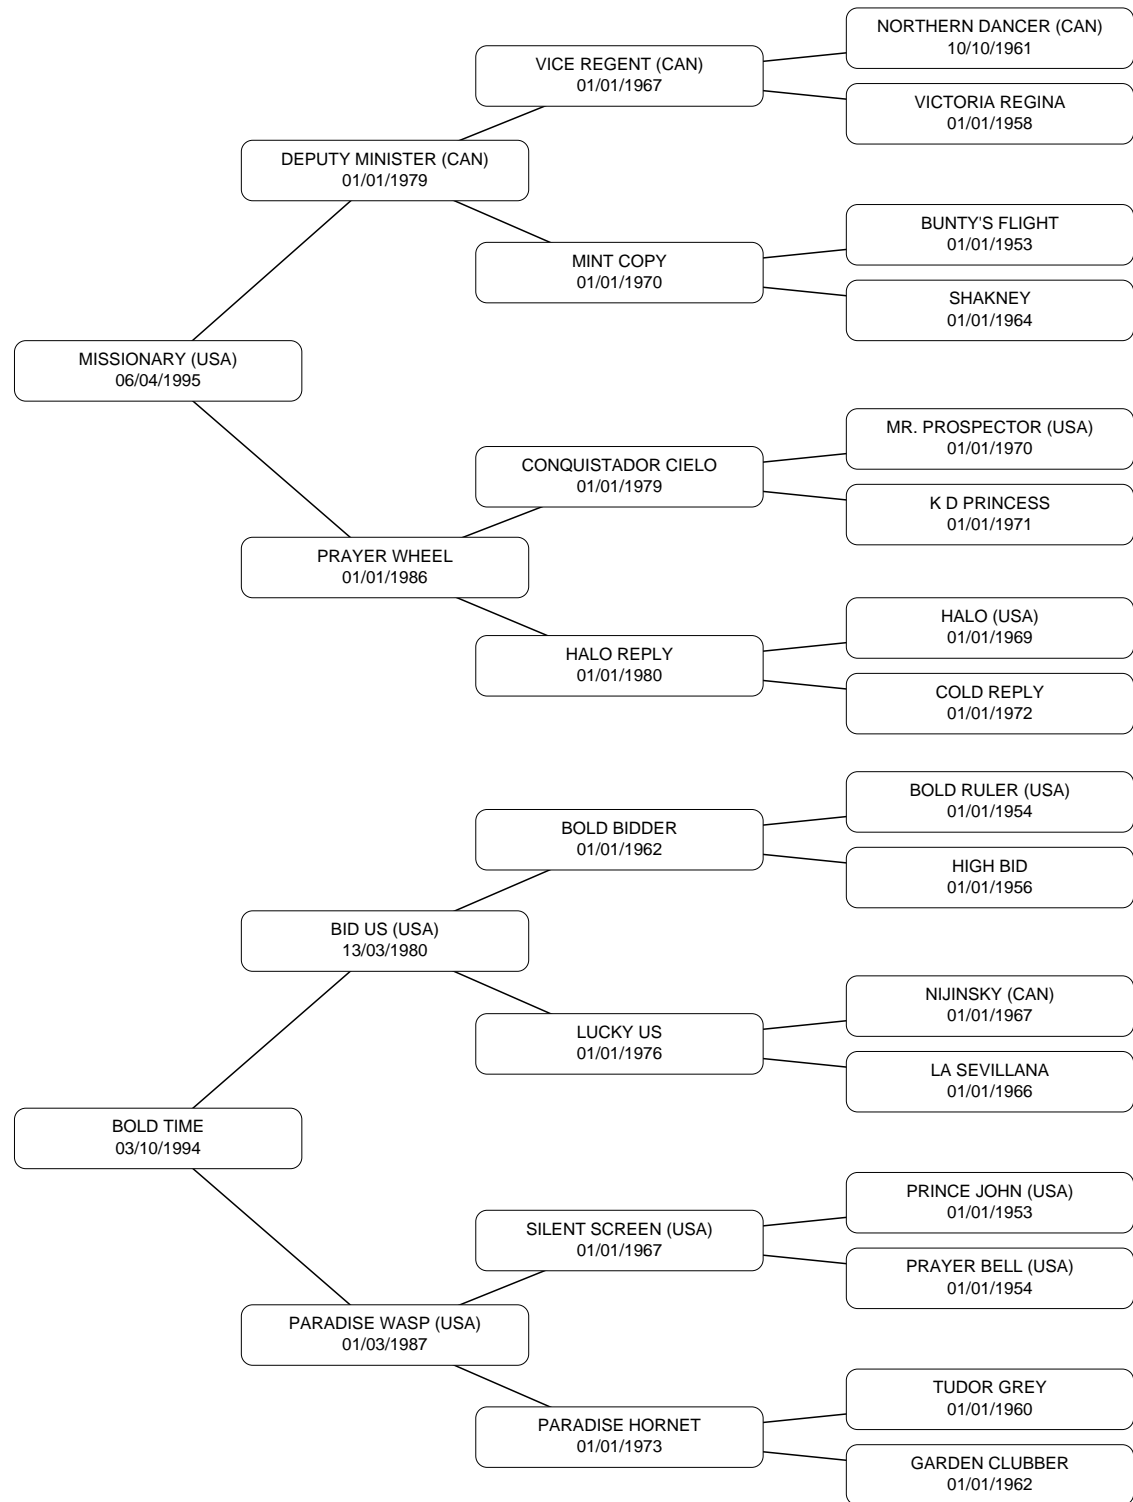 NORTHERN DANCER (CAN)
10/10/1961
VICE REGENT (CAN)
01/01/1967
VICTORIA REGINA
01/01/1958
DEPUTY MINISTER (CAN)
01/01/1979
BUNTY'S FLIGHT
01/01/1953
MINT COPY
01/01/1970
SHAKNEY
01/01/1964
MISSIONARY (USA)
06/04/1995
MR. PROSPECTOR (USA)
01/01/1970
CONQUISTADOR CIELO
01/01/1979
K D PRINCESS
01/01/1971
PRAYER WHEEL
01/01/1986
HALO (USA)
01/01/1969
HALO REPLY
01/01/1980
COLD REPLY
01/01/1972
BOLD RULER (USA)
01/01/1954
BOLD BIDDER
01/01/1962
HIGH BID
01/01/1956
BID US (USA)
13/03/1980
NIJINSKY (CAN)
01/01/1967
LUCKY US
01/01/1976
LA SEVILLANA
01/01/1966
BOLD TIME
03/10/1994
PRINCE JOHN (USA)
01/01/1953
SILENT SCREEN (USA)
01/01/1967
PRAYER BELL (USA)
01/01/1954
PARADISE WASP (USA)
01/03/1987
TUDOR GREY
01/01/1960
PARADISE HORNET
01/01/1973
GARDEN CLUBBER
01/01/1962